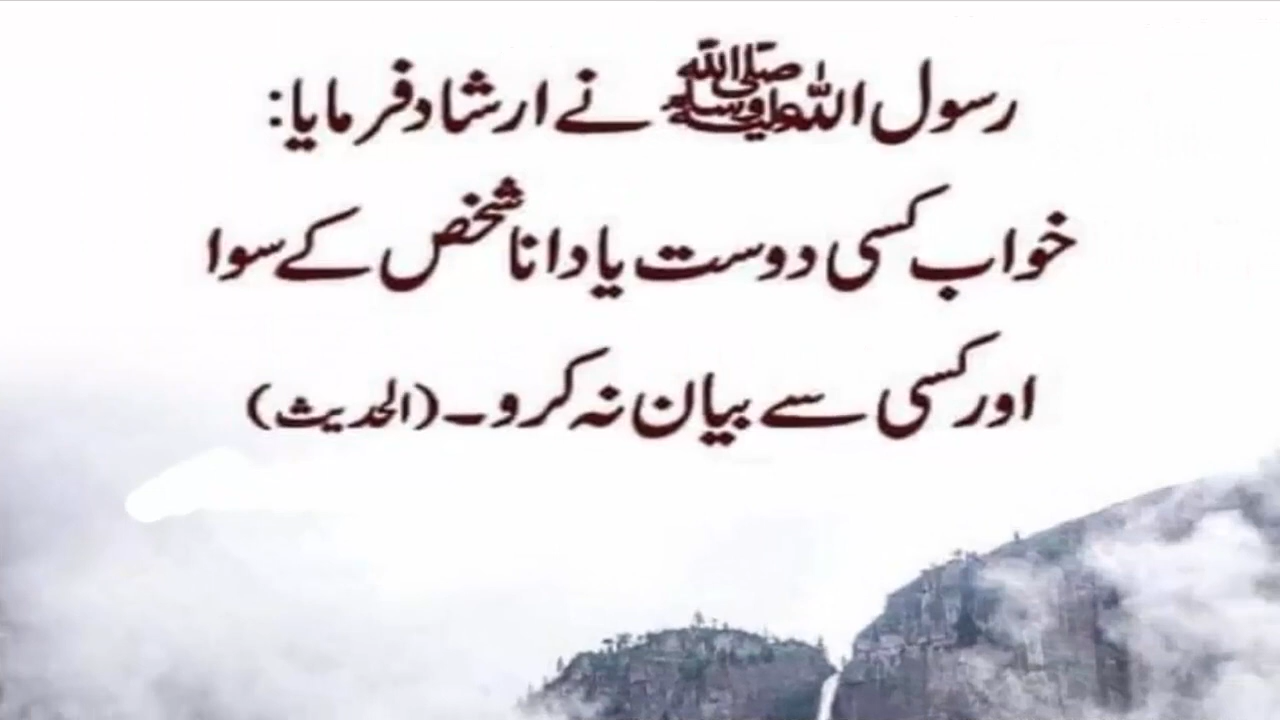 رسول اللہ ﷺ نے ارشاد فرمایا:
خواب کسی دوست یا دانا شخص کے سوا
اور کسی سے بیان نہ کرو۔ (الحدیث)